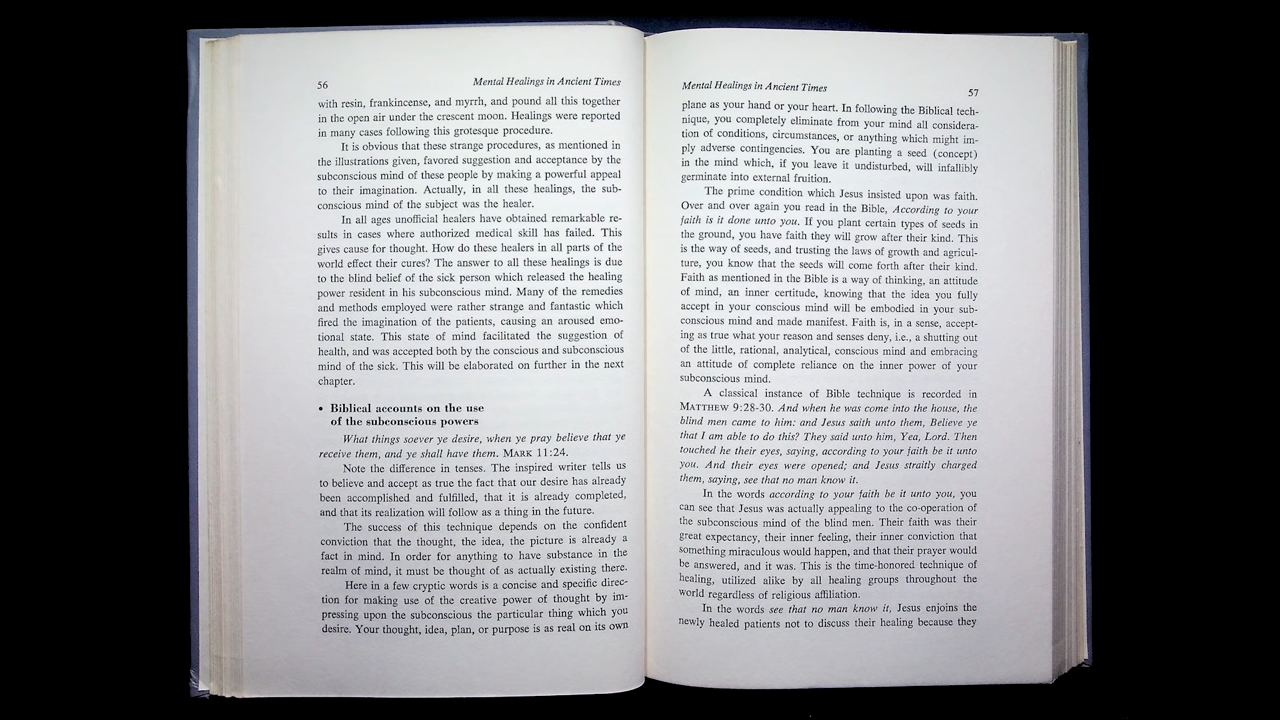 56
Mental Healings in Ancient Times
with resin, frankincense, and myrrh, and pound all this together
in the open air under the crescent moon. Healings were reported
in many cases following this grotesque procedure.
It is obvious that these strange procedures, as mentioned in
the illustrations given, favored suggestion and acceptance by the
subconscious mind of these people by making a powerful appeal
to their imagination. Actually, in all these healings, the sub-
conscious mind of the subject was the healer.
In all ages unofficial healers have obtained remarkable re-
sults in cases where authorized medical skill has failed. This
gives cause for thought. How do these healers in all parts of the
world effect their cures? The answer to all these healings is due
to the blind belief of the sick person which released the healing
power resident in his subconscious mind. Many of the remedies
and methods employed were rather strange and fantastic which
fired the imagination of the patients, causing an aroused emo-
tional state. This state of mind facilitated the suggestion of
health, and was accepted both by the conscious and subconscious
mind of the sick. This will be elaborated on further in the next
chapter.
• Biblical accounts on the use
of the subconscious powers
What things soever ye desire, when ye pray believe that ye
receive them, and ye shall have them. MARK 11:24.
Note the difference in tenses. The inspired writer tells us
to believe and accept as true the fact that our desire has already
been accomplished and fulfilled, that it is already completed,
and that its realization will follow as a thing in the future.
The success of this technique depends on the confident
conviction that the thought, the idea, the picture is already a
fact in mind. In order for anything to have substance in the
realm of mind, it must be thought of as actually existing there.
Here in a few cryptic words is a concise and specific direc-
tion for making use of the creative power of thought by im-
pressing upon the subconscious the particular thing which you
desire. Your thought, idea, plan, or purpose is as real on its own
Mental Healings in Ancient Times
57
plane as your hand or your heart. In following the Biblical tech-
nique, you completely eliminate from your mind all considera-
tion of conditions, circumstances, or anything which might im-
ply adverse contingencies. You are planting a seed (concept)
in the mind which, if you leave it undisturbed, will infallibly
germinate into external fruition.
The prime condition which Jesus insisted upon was faith.
Over and over again you read in the Bible, According to your
faith is it done unto you. If you plant certain types of seeds in
the ground, you have faith they will grow after their kind. This
is the way of seeds, and trusting the laws of growth and agricul-
ture, you know that the seeds will come forth after their kind.
Faith as mentioned in the Bible is a way of thinking, an attitude
of mind, an inner certitude, knowing that the idea you fully
accept in your conscious mind will be embodied in your sub-
conscious mind and made manifest. Faith is, in a sense, accept-
ing as true what your reason and senses deny, i.e., a shutting out
of the little, rational, analytical, conscious mind and embracing
an attitude of complete reliance on the inner power of your
subconscious mind.
A classical instance of Bible technique is recorded in
MATTHEW 9:28-30. And when he was come into the house, the
blind men came to him: and Jesus saith unto them, Believe ye
that I am able to do this? They said unto him, Yea, Lord. Then
touched he their eyes, saying, according to your faith be it unto
you. And their eyes were opened; and Jesus straitly charged
them, saying, see that no man know it.
In the words according to your faith be it unto you, you
can see that Jesus was actually appealing to the co-operation of
the subconscious mind of the blind men. Their faith was their
great expectancy, their inner feeling, their inner conviction that
something miraculous would happen, and that their prayer would
be answered, and it was. This is the time-honored technique of
healing, utilized alike by all healing groups throughout the
world regardless of religious affiliation.
In the words see that no man know it, Jesus enjoins the
newly healed patients not to discuss their healing because they